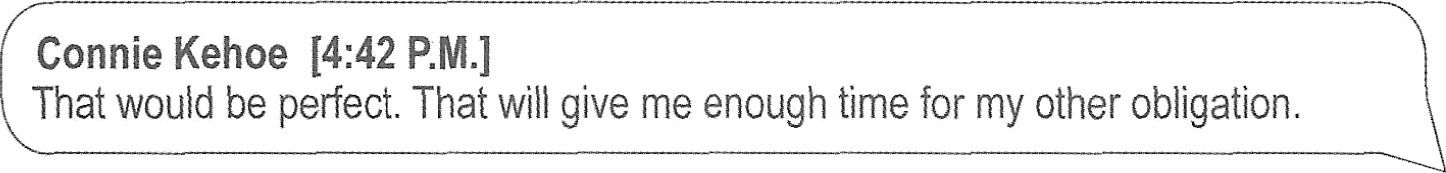 Connie Kehoe [4:42 P.M.]
That would be perfect. That will give me enough time for my other obligation.